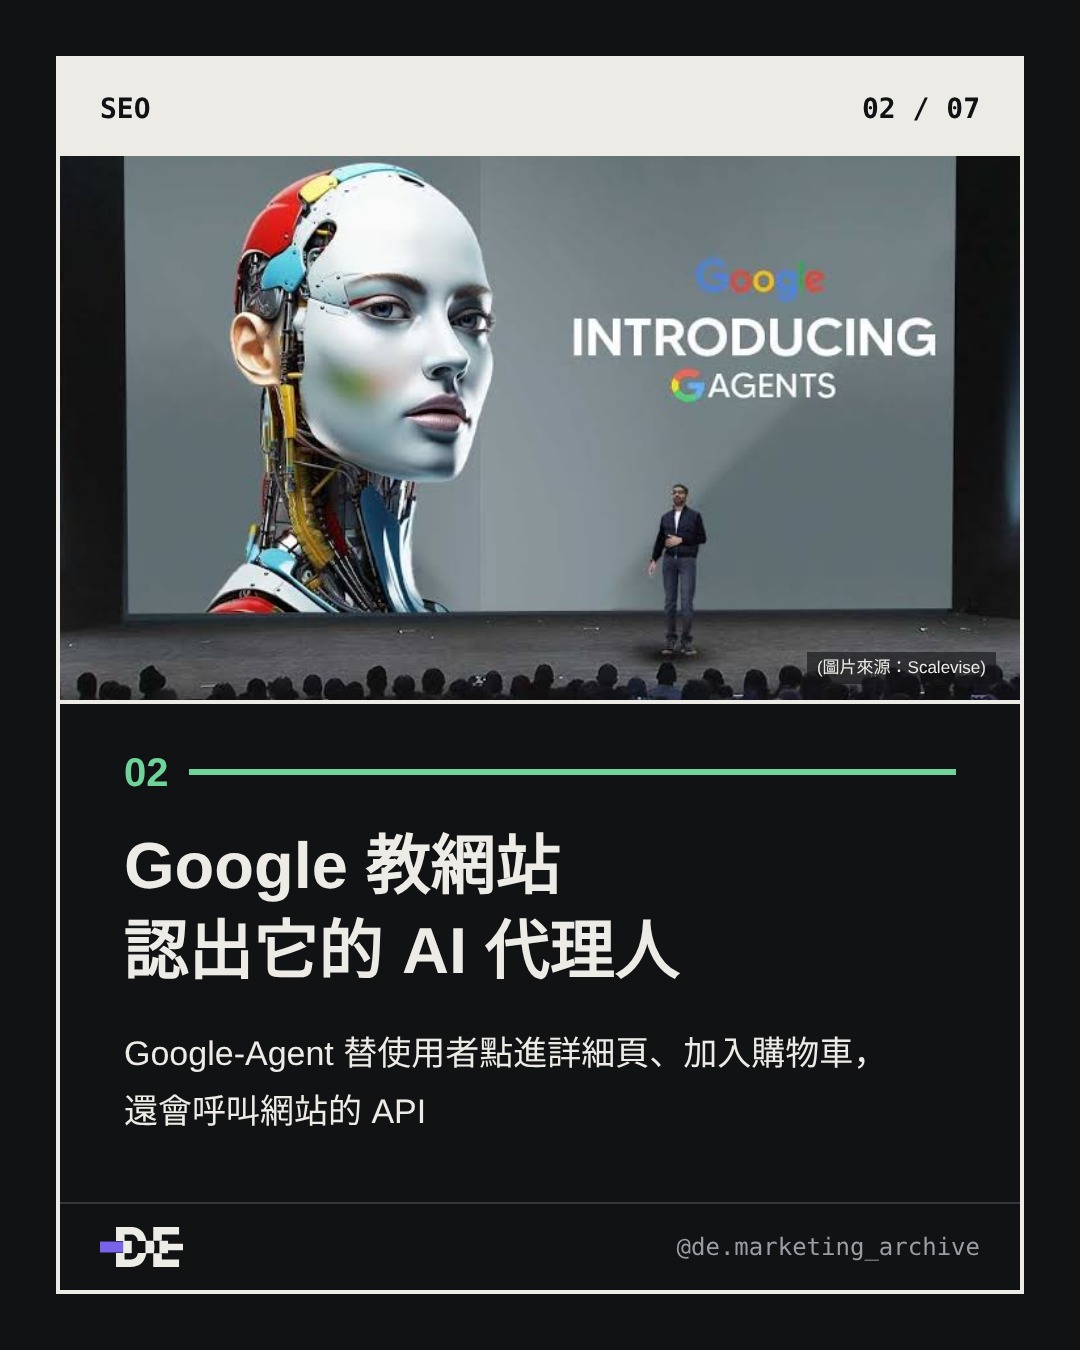 SEO
02 / 07
Google
INTRODUCING
G AGENTS
(圖片來源：Scalevise)
02
Google 教網站
認出它的 AI 代理人
Google-Agent 替使用者點進詳細頁、加入購物車，
還會呼叫網站的 API
DE
@de.marketing_archive